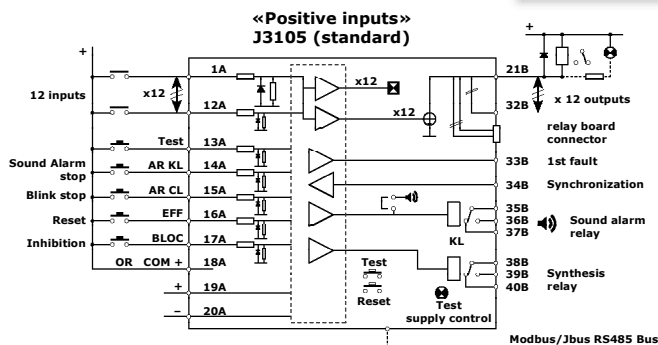 «Positive inputs»
J3105 (standard)
+
+
12 inputs
x12
1A
12A
x12
x12
21B
32B
x 12 outputs
relay board
connector
Test
13A
33B
1st fault
Sound Alarm
stop
AR KL
14A
34B
Synchronization
Blink stop
AR CL
15A
Reset
EFF
16A
35B
36B
37B
Sound alarm
relay
KL
Inhibition
BLOC
17A
OR
COM +
18A
Test
Reset
38B
39B
40B
Synthesis
relay
+
19A
–
20A
Test
supply control
Modbus/Jbus RS485 Bus